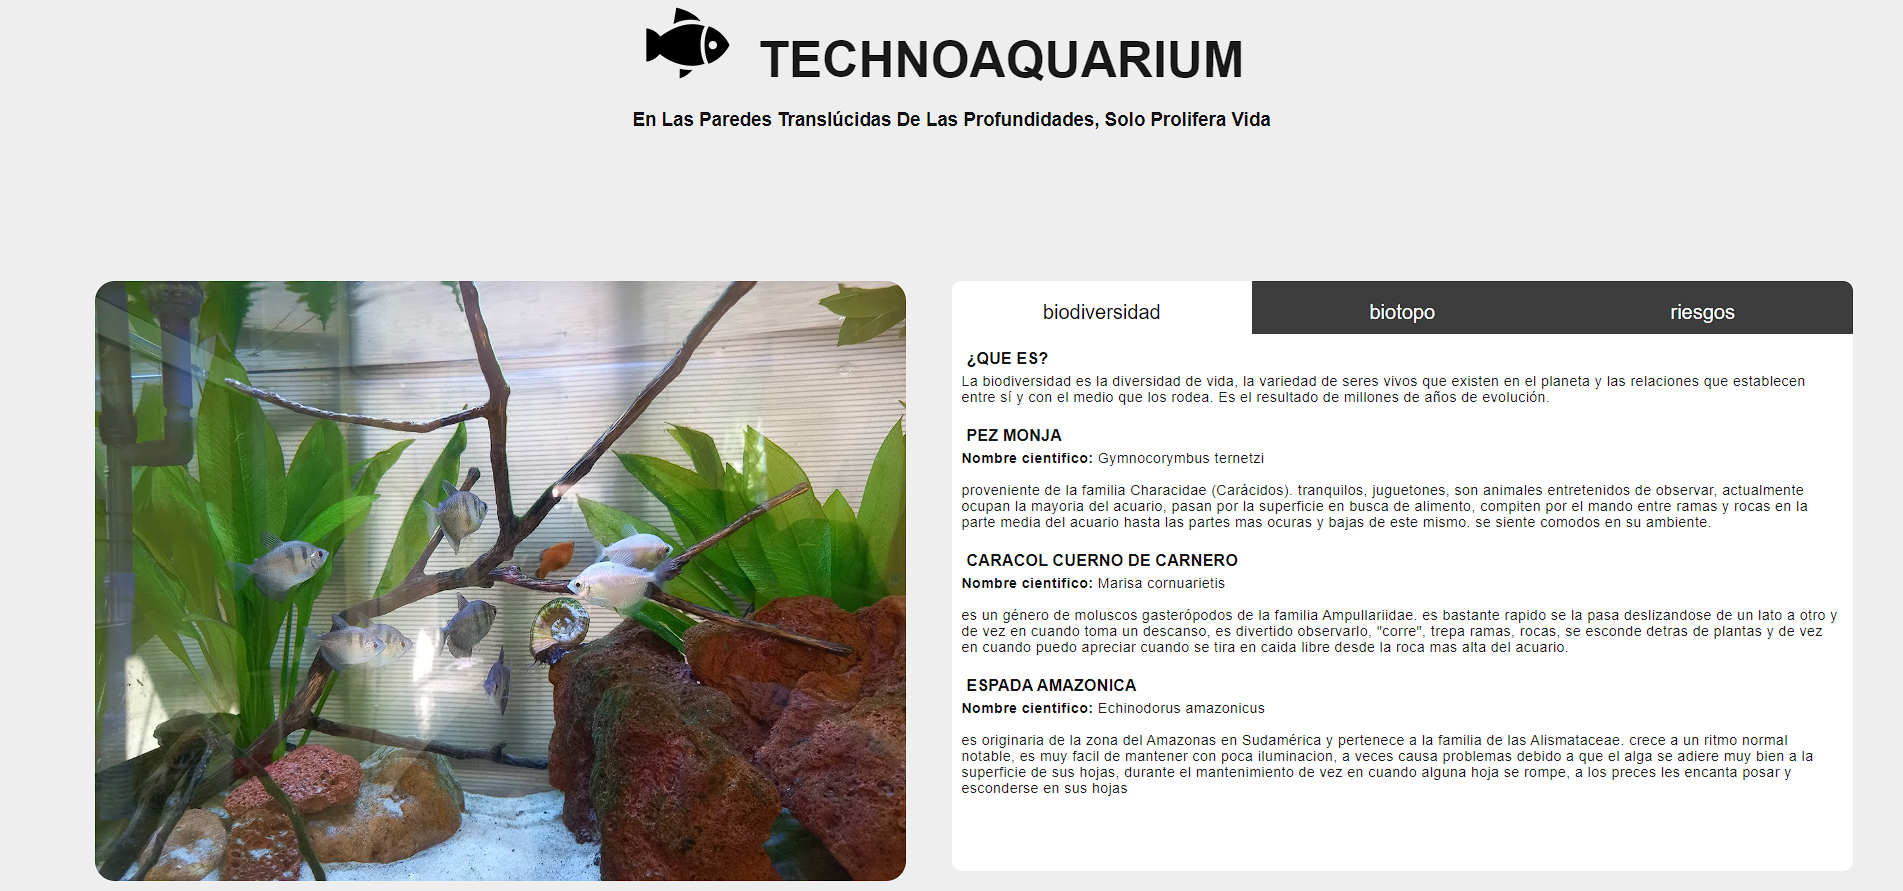 TECHNOAQUARIUM
En Las Paredes Translúcidas De Las Profundidades, Solo Prolifera Vida
biodiversidad
biotopo
riesgos
¿QUE ES?
La biodiversidad es la diversidad de vida, la variedad de seres vivos que existen en el planeta y las relaciones que establecen
entre sí y con el medio que los rodea. Es el resultado de millones de años de evolución.
PEZ MONJA
Nombre cientifico: Gymnocorymbus ternetzi
proveniente de la familia Characidae (Carácidos). tranquilos, juguetones, son animales entretenidos de observar, actualmente
ocupan la mayoria del acuario, pasan por la superficie en busca de alimento, compiten por el mando entre ramas y rocas en la
parte media del acuario hasta las partes mas ocuras y bajas de este mismo. se siente comodos en su ambiente.
CARACOL CUERNO DE CARNERO
Nombre cientifico: Marisa cornuarietis
es un género de moluscos gasterópodos de la familia Ampullariidae. es bastante rapido se la pasa deslizandose de un lato a otro y
de vez en cuando toma un descanso, es divertido observarlo, "corre", trepa ramas, rocas, se esconde detras de plantas y de vez
en cuando puedo apreciar cuando se tira en caida libre desde la roca mas alta del acuario.
ESPADA AMAZONICA
Nombre cientifico: Echinodorus amazonicus
es originaria de la zona del Amazonas en Sudamérica y pertenece a la familia de las Alismataceae. crece a un ritmo normal
notable, es muy facil de mantener con poca iluminacion, a veces causa problemas debido a que el alga se adiere muy bien a la
superficie de sus hojas, durante el mantenimiento de vez en cuando alguna hoja se rompe, a los preces les encanta posar y
esconderse en sus hojas